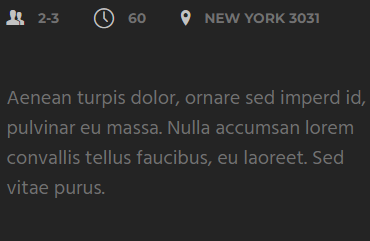 2-3 60 NEW YORK 3031
Aenean turpis dolor, ornare sed imperd id,
pulvinar eu massa. Nulla accumsan lorem
convallis tellus faucibus, eu laoreet. Sed
vitae purus.